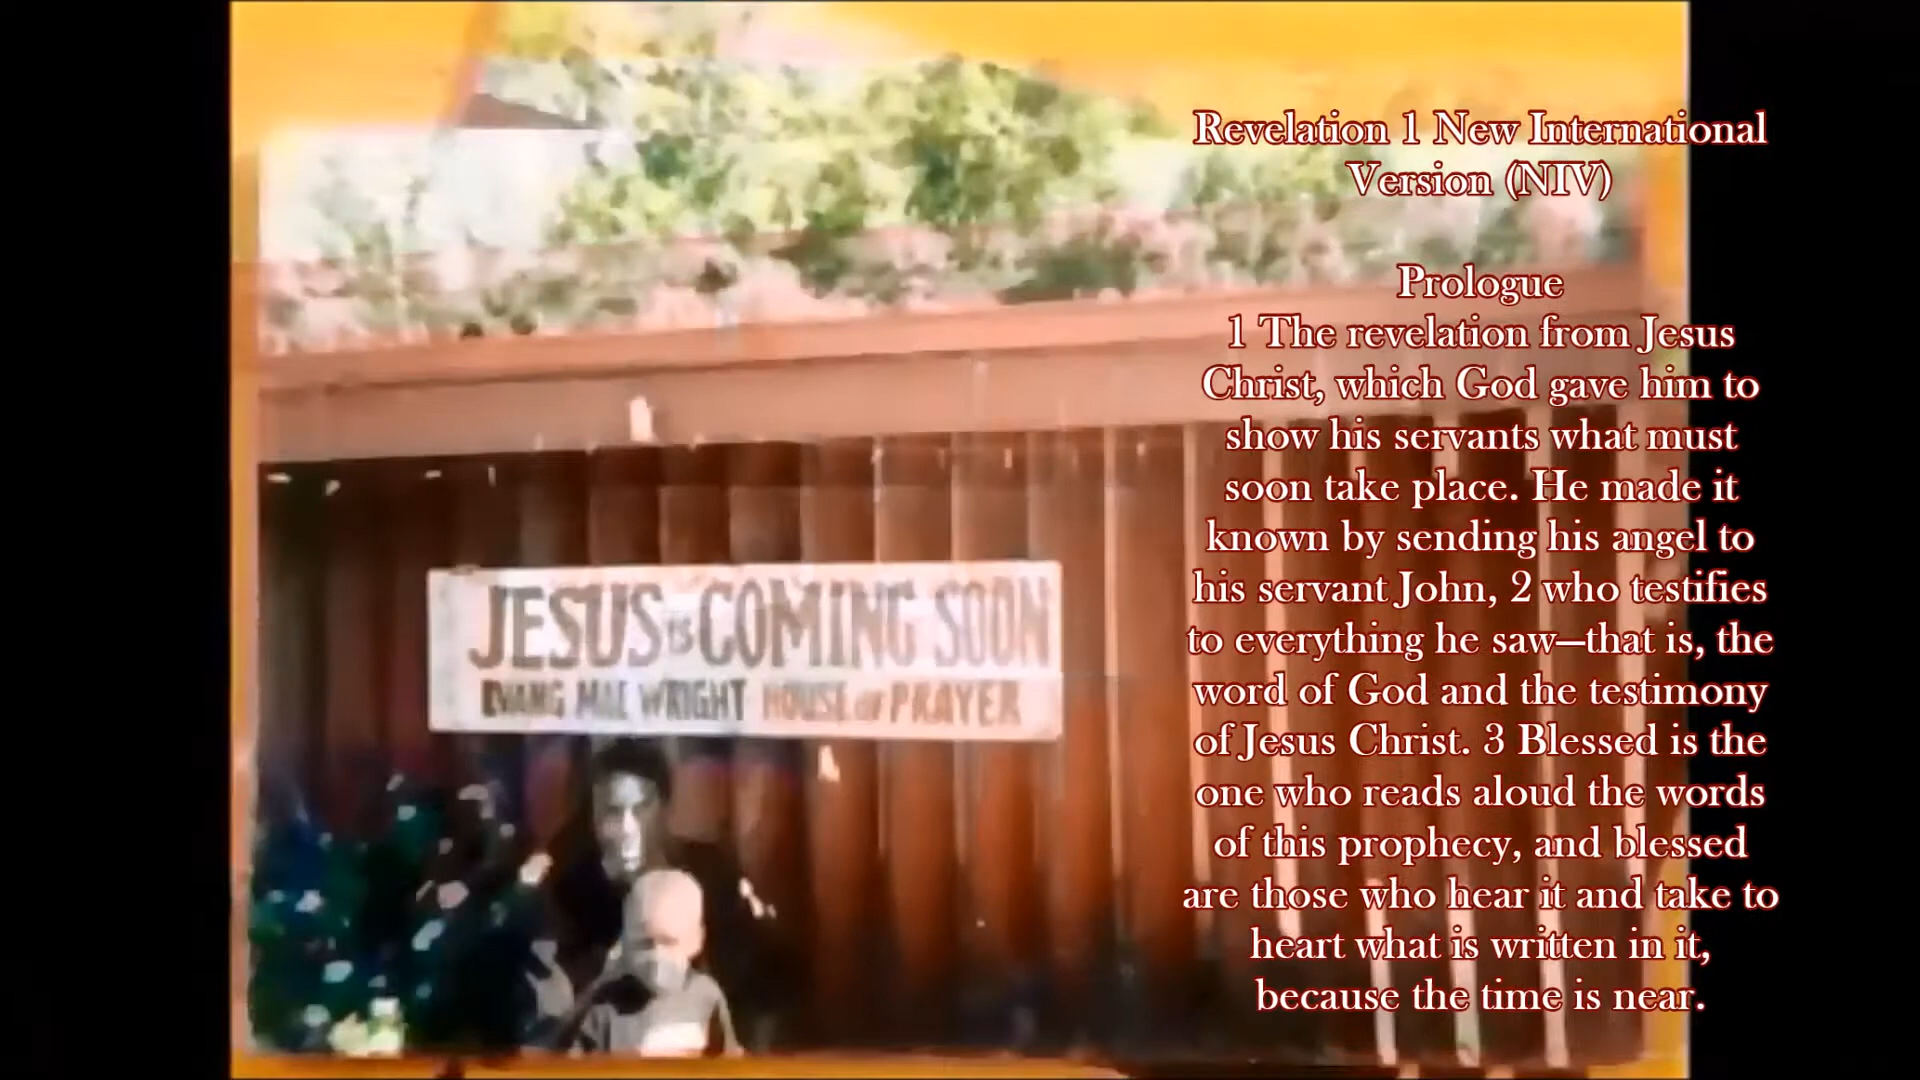 JESUS IS COMING SOON
EVANG MAE WRIGHT HOUSE of PRAYER
Revelation 1 New International
Version (NIV)
Prologue
1 The revelation from Jesus
Christ, which God gave him to
show his servants what must
soon take place. He made it
known by sending his angel to
his servant John, 2 who testifies
to everything he saw—that is, the
word of God and the testimony
of Jesus Christ. 3 Blessed is the
one who reads aloud the words
of this prophecy, and blessed
are those who hear it and take to
heart what is written in it,
because the time is near.